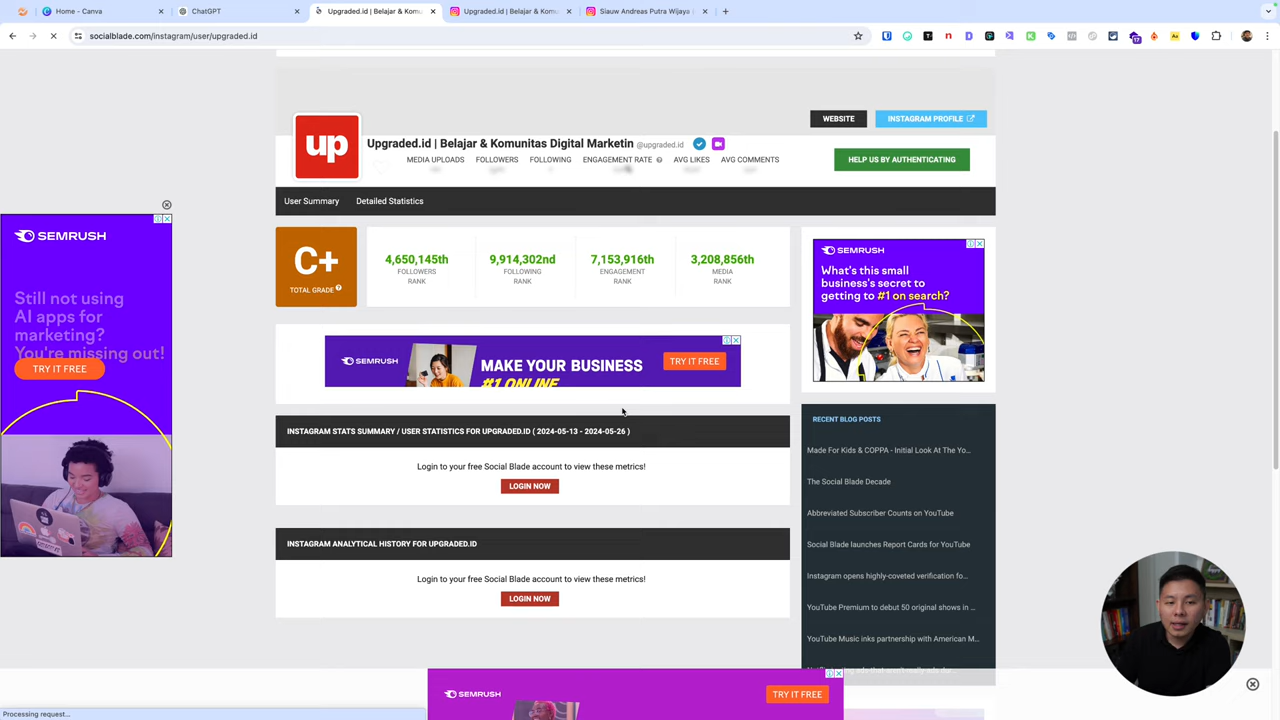 Home - Canva
ChatGPT
Upgraded.id | Belajar & Komu
Upgraded.id | Belajar & Komo
Siauw Andreas Putra Wijaya (
socialblade.com/instagram/user/upgraded.id
17
WEBSITE
INSTAGRAM PROFILE
up
Upgraded.id | Belajar & Komunitas Digital Marketin @upgraded.id
MEDIA UPLOADS FOLLOWERS FOLLOWING ENGAGEMENT RATE AVG LIKES AVG COMMENTS
HELP US BY AUTHENTICATING
User Summary Detailed Statistics
C+
TOTAL GRADE
4,650,145th
FOLLOWERS
RANK
9,914,302nd
FOLLOWING
RANK
7,153,916th
ENGAGEMENT
RANK
3,208,856th
MEDIA
RANK
SEMRUSH
Still not using
AI apps for
marketing?
You're missing out!
TRY IT FREE
SEMRUSH
What's this small
business's secret to
getting to #1 on search?
SEMRUSH
MAKE YOUR BUSINESS
#1 ONLINE
TRY IT FREE
INSTAGRAM STATS SUMMARY / USER STATISTICS FOR UPGRADED.ID ( 2024-05-13 - 2024-05-26 )
Login to your free Social Blade account to view these metrics!
LOGIN NOW
INSTAGRAM ANALYTICAL HISTORY FOR UPGRADED.ID
Login to your free Social Blade account to view these metrics!
LOGIN NOW
RECENT BLOG POSTS
Made For Kids & COPPA - Initial Look At The Yo...
The Social Blade Decade
Abbreviated Subscriber Counts on YouTube
Social Blade launches Report Cards for YouTube
Instagram opens highly-coveted verification fo...
YouTube Premium to debut 50 original shows in ...
YouTube Music inks partnership with American M...
SEMRUSH
TRY IT FREE
Processing request...